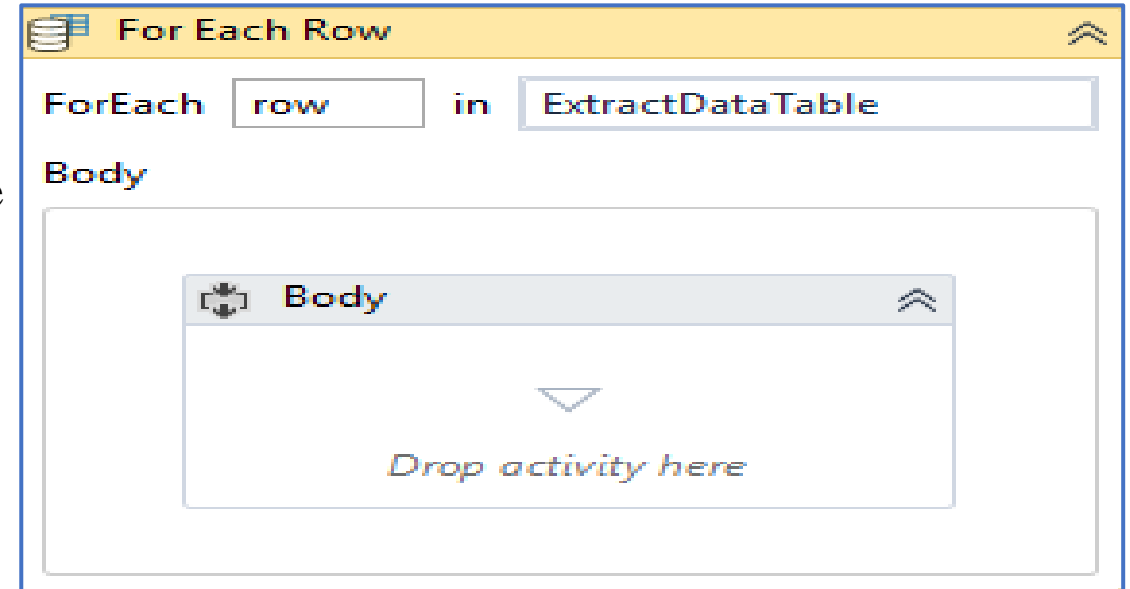 For Each Row
ForEach row in ExtractDataTable
Body
Body
Drop activity here